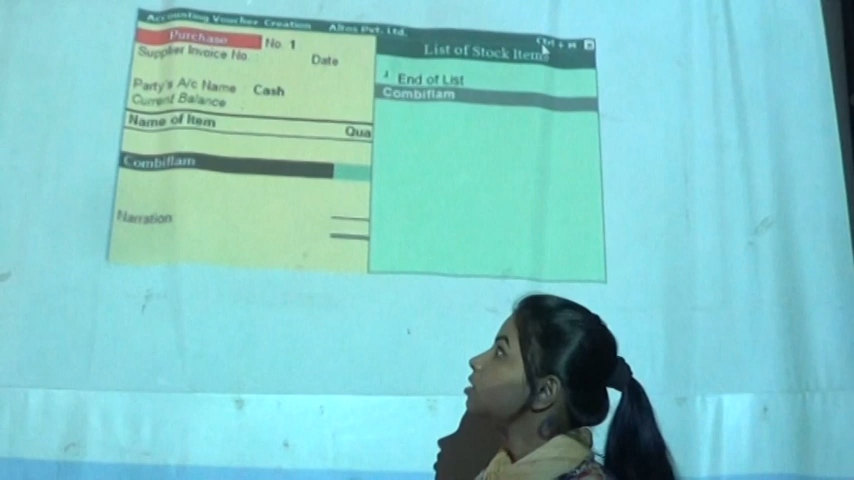 Accounting Voucher Creation Altos Pvt. Ltd. Ctrl + M
Purchase No. 1
Supplier Invoice No. Date
Party's A/c Name Cash
Current Balance
Name of Item Qua
Combiflam
Narration
List of Stock Items
End of List
Combiflam